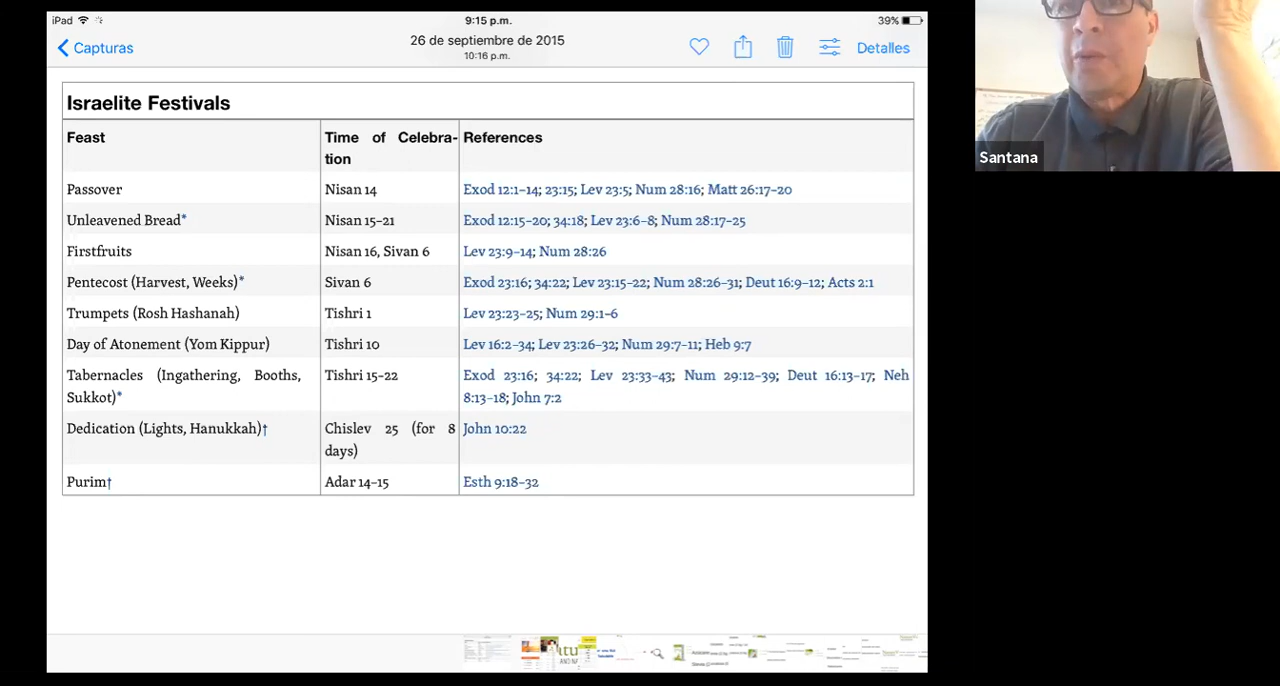 iPad 9:15 p.m. 39%
Capturas 26 de septiembre de 2015 Detalles
10:16 p.m.
Israelite Festivals
Feast Time of Celebra- References
tion
Passover Nisan 14 Exod 12:1–14; 23:15; Lev 23:5; Num 28:16; Matt 26:17–20
Unleavened Bread* Nisan 15–21 Exod 12:15–20; 34:18; Lev 23:6–8; Num 28:17–25
Firstfruits Nisan 16, Sivan 6 Lev 23:9–14; Num 28:26
Pentecost (Harvest, Weeks)* Sivan 6 Exod 23:16; 34:22; Lev 23:15–22; Num 28:26–31; Deut 16:9–12; Acts 2:1
Trumpets (Rosh Hashanah) Tishri 1 Lev 23:23–25; Num 29:1–6
Day of Atonement (Yom Kippur) Tishri 10 Lev 16:2–34; Lev 23:26–32; Num 29:7–11; Heb 9:7
Tabernacles (Ingathering, Booths, Tishri 15–22 Exod 23:16; 34:22; Lev 23:33–43; Num 29:12–39; Deut 16:13–17; Neh
Sukkot)* 8:13–18; John 7:2
Dedication (Lights, Hanukkah)† Chislev 25 (for 8 John 10:22
days)
Purim† Adar 14–15 Esth 9:18–32
Santana